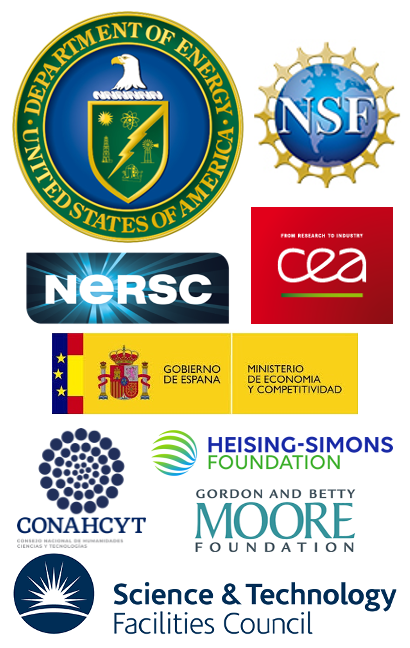 DEPARTMENT OF ENERGY
UNITED STATES OF AMERICA
NSF
NERSC
FROM RESEARCH TO INDUSTRY
cea
GOBIERNO
DE ESPAÑA
MINISTERIO
DE ECONOMIA
Y COMPETITIVIDAD
CONAHCYT
CONSEJO NACIONAL DE HUMANIDADES
CIENCIAS Y TECNOLOGÍAS
HEISING-SIMONS
FOUNDATION
GORDON AND BETTY
MOORE
FOUNDATION
Science & Technology
Facilities Council